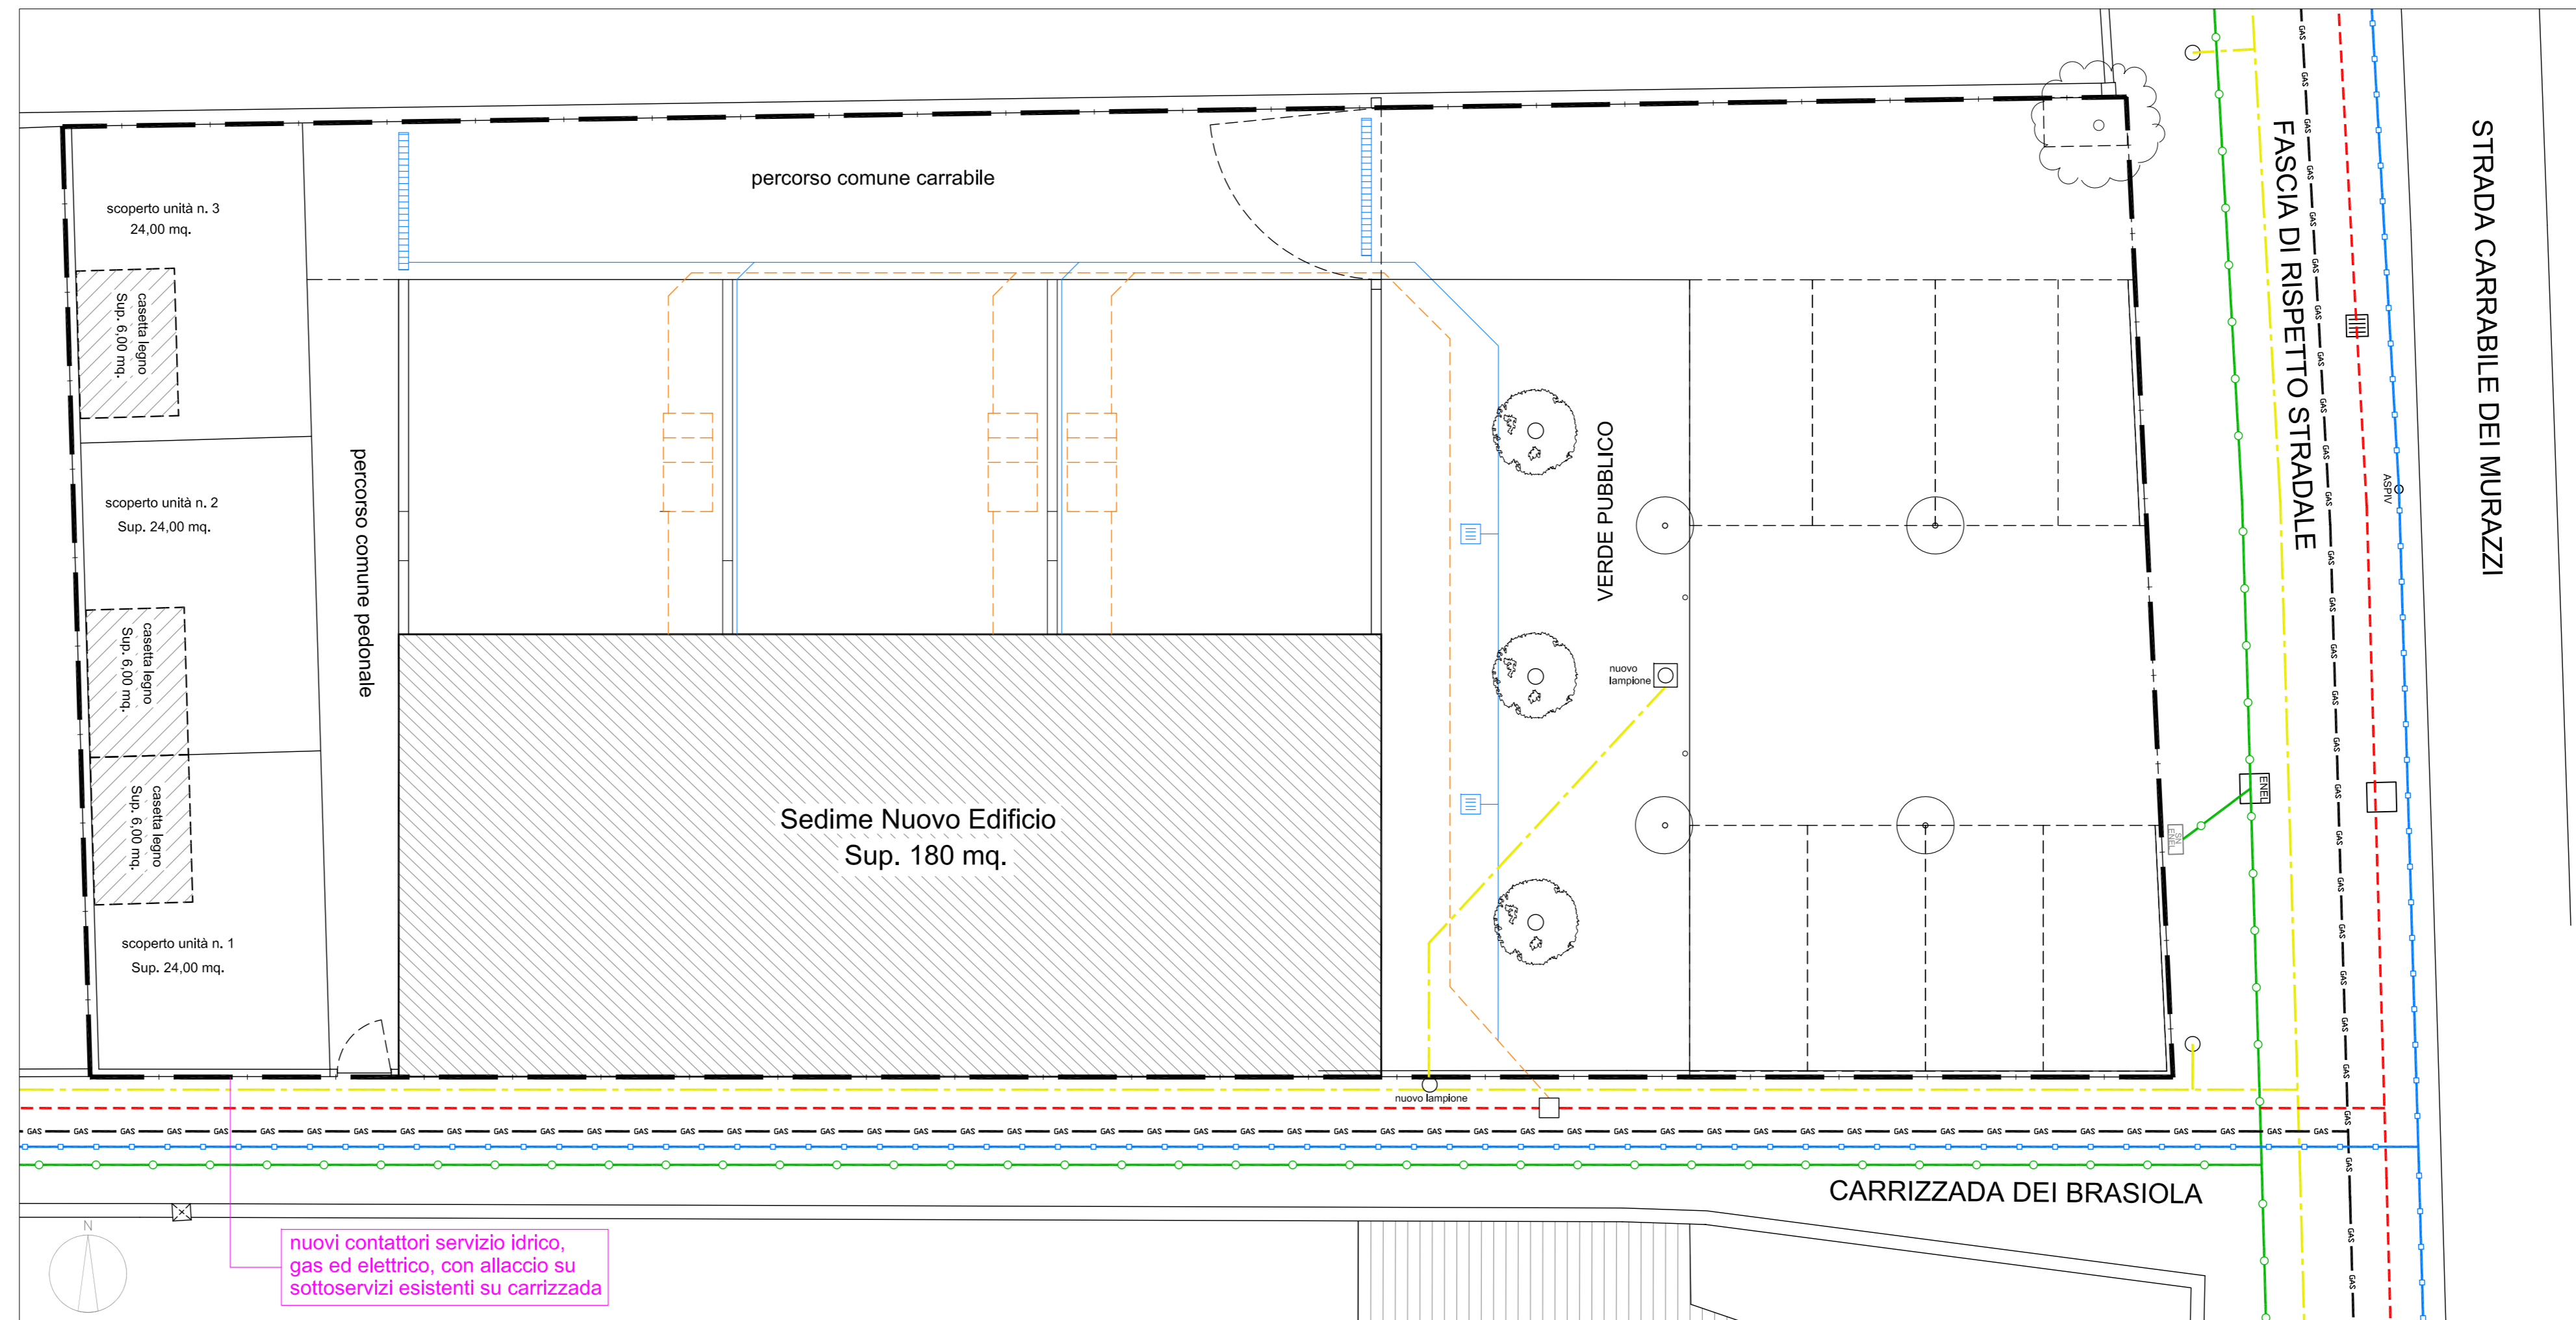 percorso comune carrabile
scoperto unità n. 3
24,00 mq.
casetta legno
Sup. 6,00 mq.
scoperto unità n. 2
Sup. 24,00 mq.
percorso comune pedonale
casetta legno
Sup. 6,00 mq.
casetta legno
Sup. 6,00 mq.
scoperto unità n. 1
Sup. 24,00 mq.
Sedime Nuovo Edificio
Sup. 180 mq.
VERDE PUBBLICO
nuovo
lampione
nuovo lampione
FASCIA DI RISPETTO STRADALE
STRADA CARRABILE DEI MURAZZI
ASPIV
ENEL
SN
ENEL
GAS
CARRIZZADA DEI BRASIOLA
N
nuovi contattori servizio idrico,
gas ed elettrico, con allaccio su
sottoservizi esistenti su carrizzada